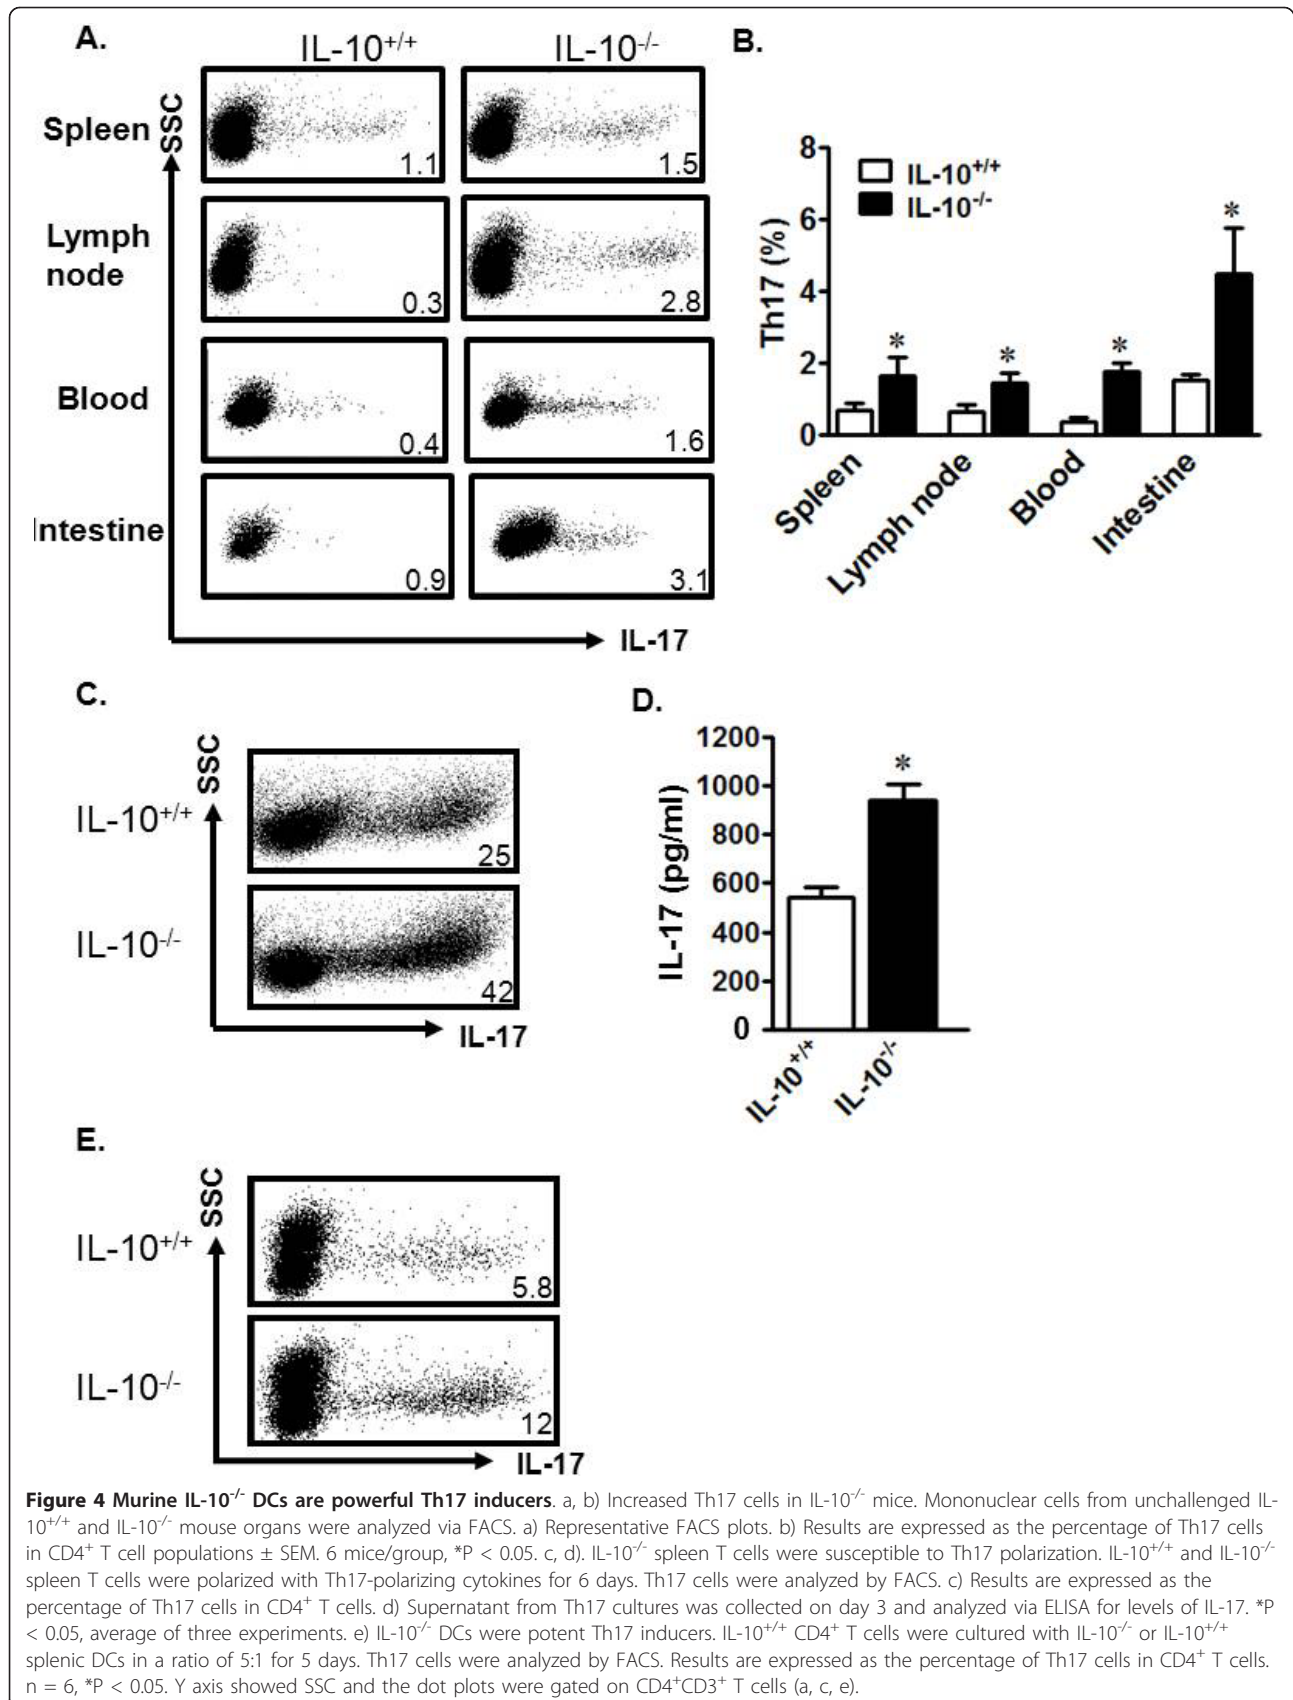 A.
IL-10+/+ IL-10-/-
SSC
Spleen
1.1
1.5
Lymph
node
0.3
2.8
Blood
0.4
1.6
Intestine
0.9
3.1
IL-17
B.
Th17 (%)
8
6
4
2
0
IL-10+/+
IL-10-/-
* * * *
Spleen
Lymph node
Blood
Intestine
C.
SSC
IL-10+/+
25
IL-10-/-
42
IL-17
D.
IL-17 (pg/ml)
1200
1000
800
600
400
200
0
*
IL-10+/+
IL-10-/-
E.
SSC
IL-10+/+
5.8
IL-10-/-
12
IL-17
Figure 4 Murine IL-10-/- DCs are powerful Th17 inducers. a, b) Increased Th17 cells in IL-10-/- mice. Mononuclear cells from unchallenged IL-
10+/+ and IL-10-/- mouse organs were analyzed via FACS. a) Representative FACS plots. b) Results are expressed as the percentage of Th17 cells
in CD4+ T cell populations ± SEM. 6 mice/group, *P < 0.05. c, d). IL-10-/- spleen T cells were susceptible to Th17 polarization. IL-10+/+ and IL-10-/-
spleen T cells were polarized with Th17-polarizing cytokines for 6 days. Th17 cells were analyzed by FACS. c) Results are expressed as the
percentage of Th17 cells in CD4+ T cells. d) Supernatant from Th17 cultures was collected on day 3 and analyzed via ELISA for levels of IL-17. *P
< 0.05, average of three experiments. e) IL-10-/- DCs were potent Th17 inducers. IL-10+/+ CD4+ T cells were cultured with IL-10-/- or IL-10+/+
splenic DCs in a ratio of 5:1 for 5 days. Th17 cells were analyzed by FACS. Results are expressed as the percentage of Th17 cells in CD4+ T cells.
n = 6, *P < 0.05. Y axis showed SSC and the dot plots were gated on CD4+CD3+ T cells (a, c, e).